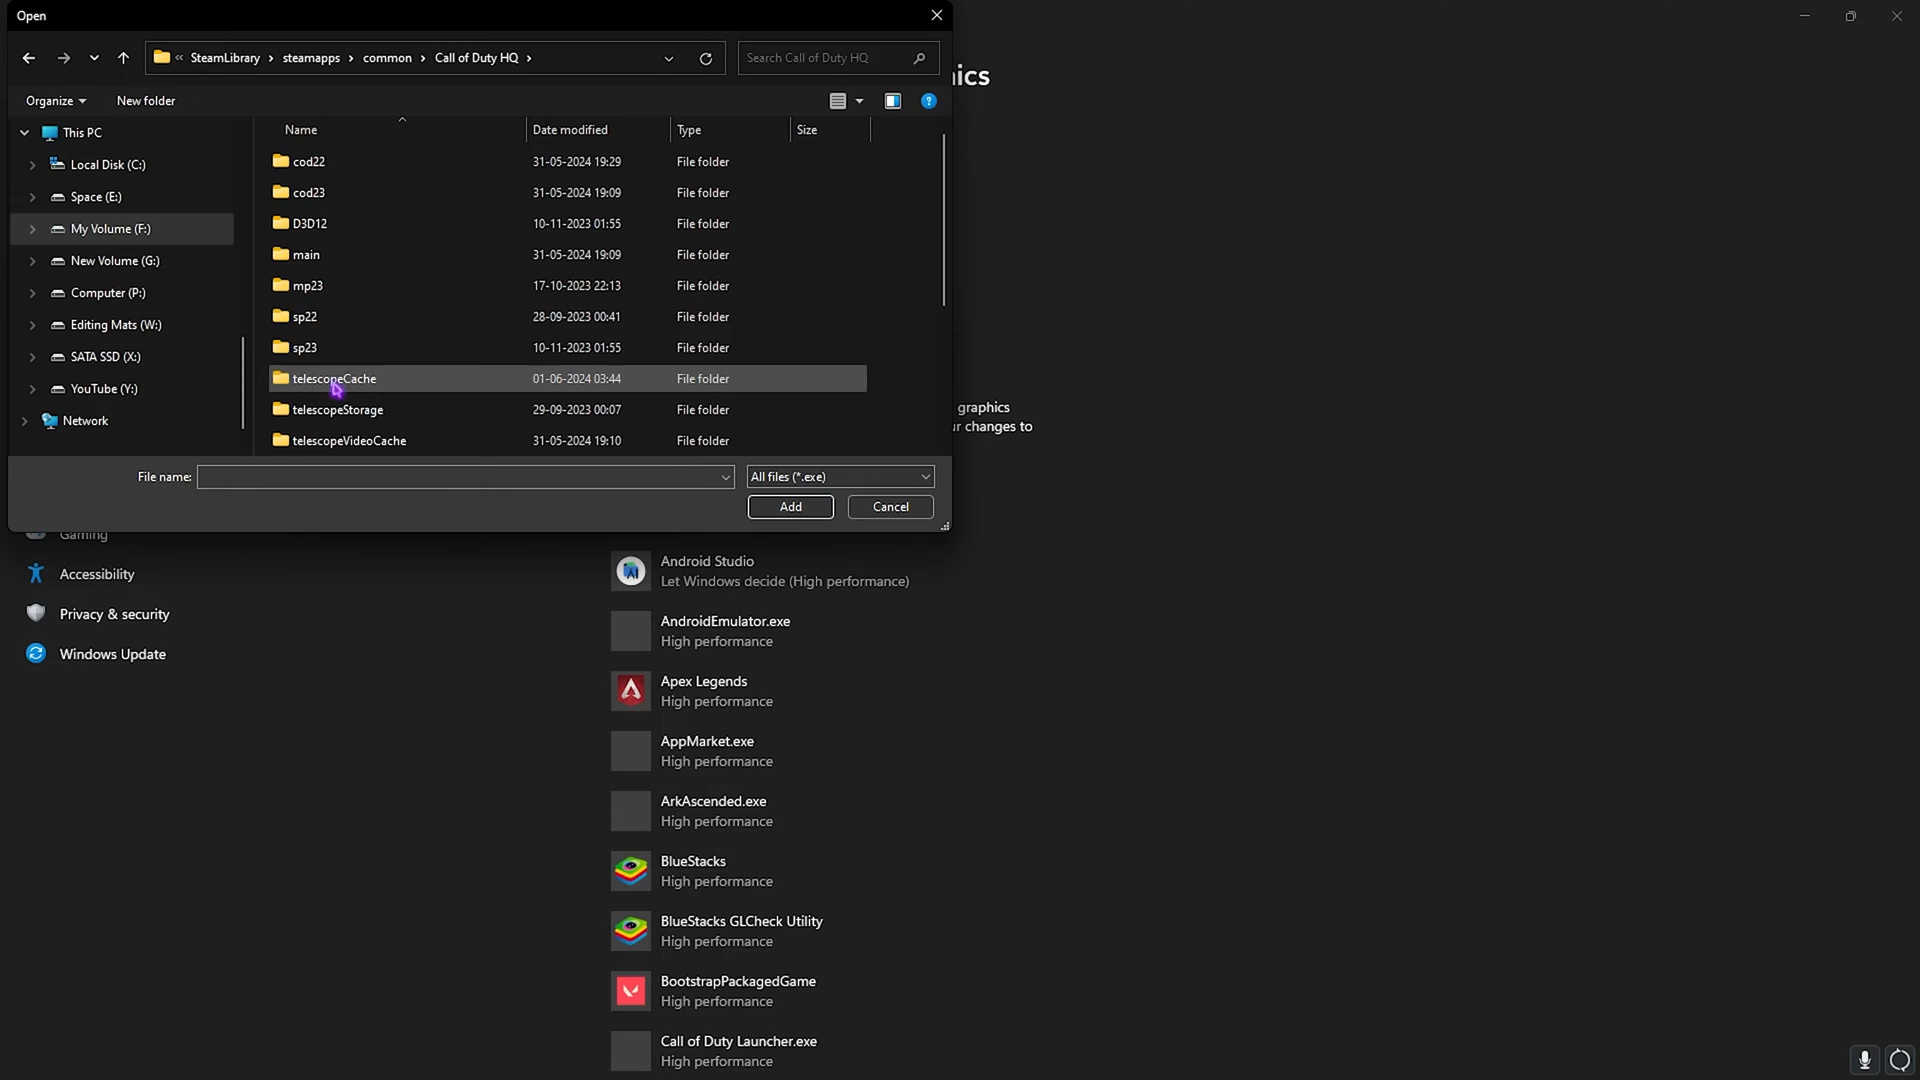 Open
« SteamLibrary › steamapps › common › Call of Duty HQ ›
Search Call of Duty HQ
ics
Organize
New folder
This PC
Local Disk (C:)
Space (E:)
My Volume (F:)
New Volume (G:)
Computer (P:)
Editing Mats (W:)
SATA SSD (X:)
YouTube (Y:)
Network
Name Date modified Type Size
cod22 31-05-2024 19:29 File folder
cod23 31-05-2024 19:09 File folder
D3D12 10-11-2023 01:55 File folder
main 31-05-2024 19:09 File folder
mp23 17-10-2023 22:13 File folder
sp22 28-09-2023 00:41 File folder
sp23 10-11-2023 01:55 File folder
telescopeCache 01-06-2024 03:44 File folder
telescopeStorage 29-09-2023 00:07 File folder
telescopeVideoCache 31-05-2024 19:10 File folder
graphics
ur changes to
File name:
All files (*.exe)
Add
Cancel
Gaming
Accessibility
Privacy & security
Windows Update
Android Studio
Let Windows decide (High performance)
AndroidEmulator.exe
High performance
Apex Legends
High performance
AppMarket.exe
High performance
ArkAscended.exe
High performance
BlueStacks
High performance
BlueStacks GLCheck Utility
High performance
BootstrapPackagedGame
High performance
Call of Duty Launcher.exe
High performance